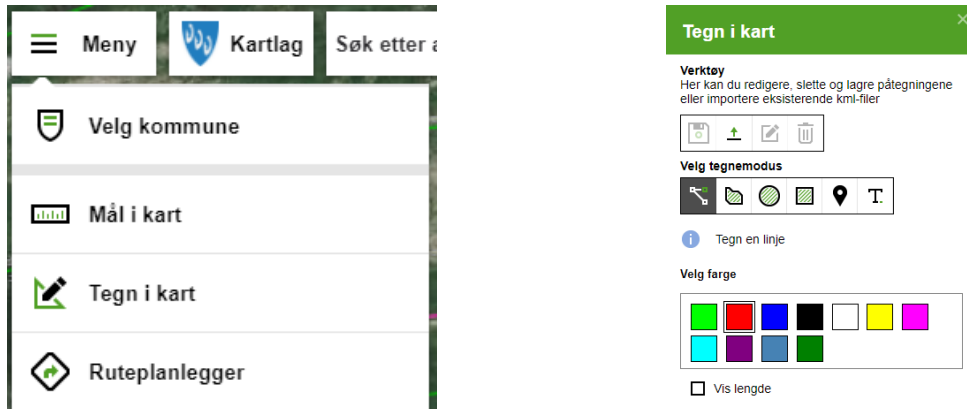 Meny
Kartlag
Søk etter
Velg kommune
Mål i kart
Tegn i kart
Ruteplanlegger
Tegn i kart
Verktøy
Her kan du redigere, slette og lagre påtegningene
eller importere eksisterende kml-filer
Velg tegnemodus
T.
Tegn en linje
Velg farge
Vis lengde